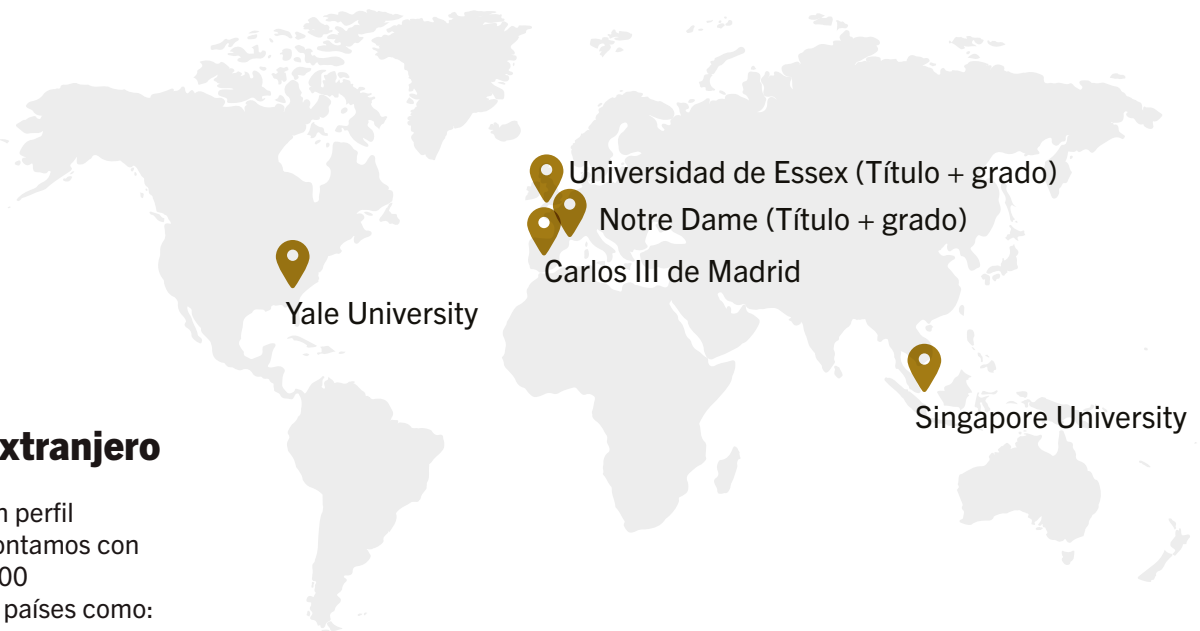 Universidad de Essex (Título + grado)
Notre Dame (Título + grado)
Carlos III de Madrid
Yale University
Singapore University
xtranjero
perfil
ontamos con
00
países como: